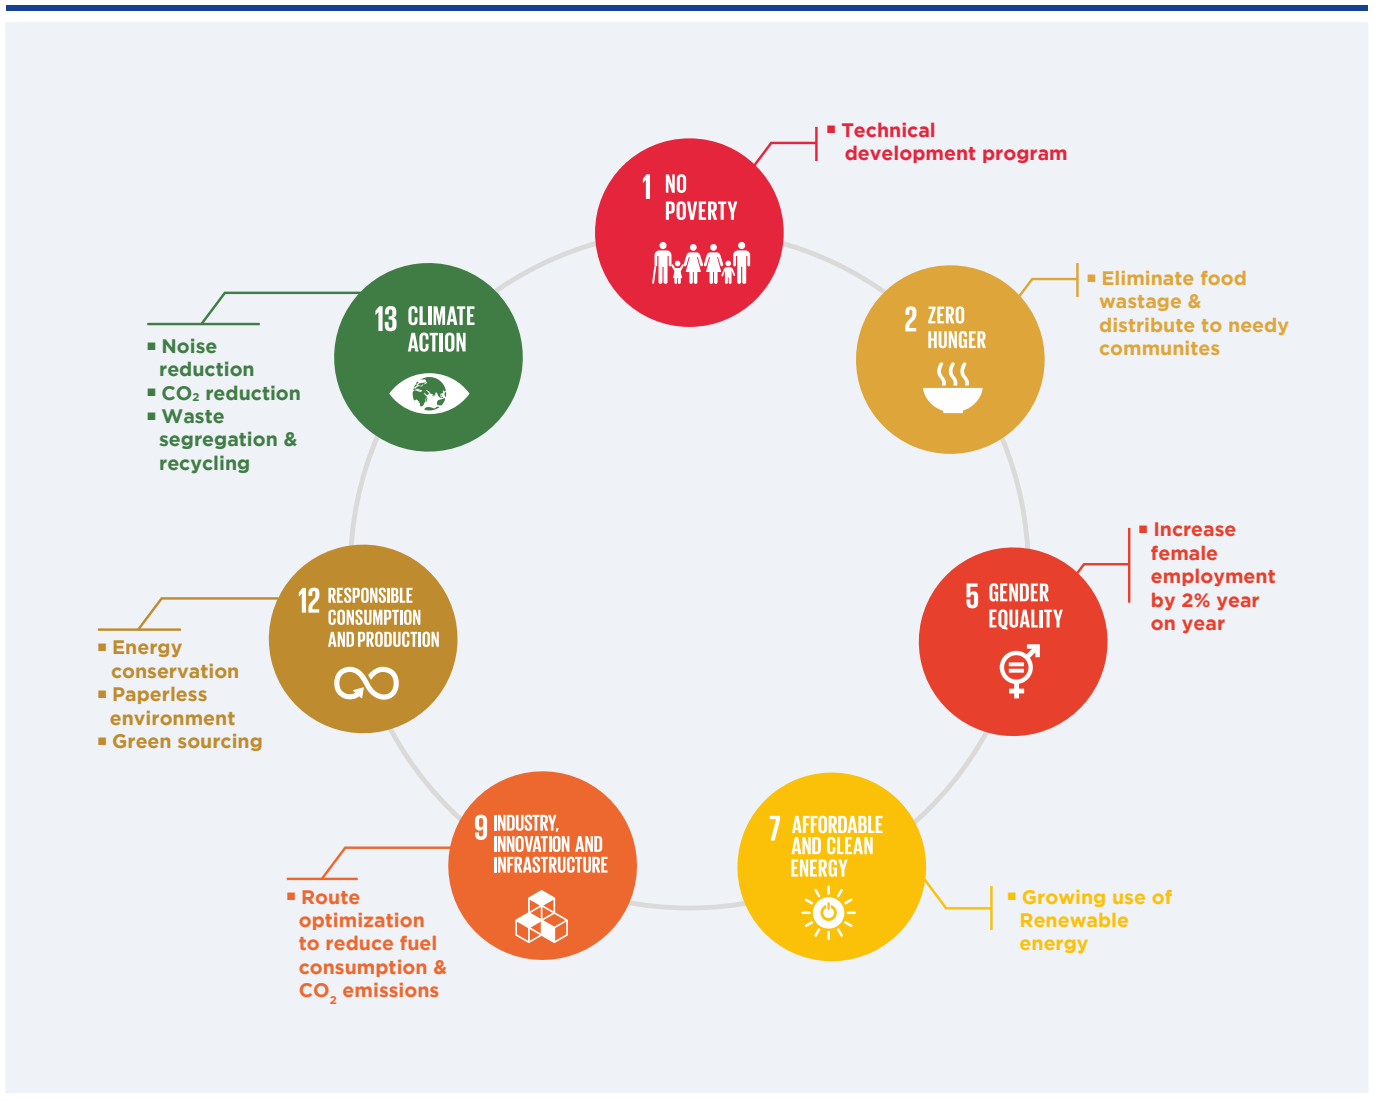 1 NO
POVERTY
▪ Technical
development program
2 ZERO
HUNGER
▪ Eliminate food
wastage &
distribute to needy
communites
5 GENDER
EQUALITY
▪ Increase
female
employment
by 2% year
on year
7 AFFORDABLE
AND CLEAN
ENERGY
▪ Growing use of
Renewable
energy
9 INDUSTRY,
INNOVATION AND
INFRASTRUCTURE
▪ Route
optimization
to reduce fuel
consumption &
CO₂ emissions
12 RESPONSIBLE
CONSUMPTION
AND PRODUCTION
▪ Energy
conservation
▪ Paperless
environment
▪ Green sourcing
13 CLIMATE
ACTION
▪ Noise
reduction
▪ CO₂ reduction
▪ Waste
segregation &
recycling